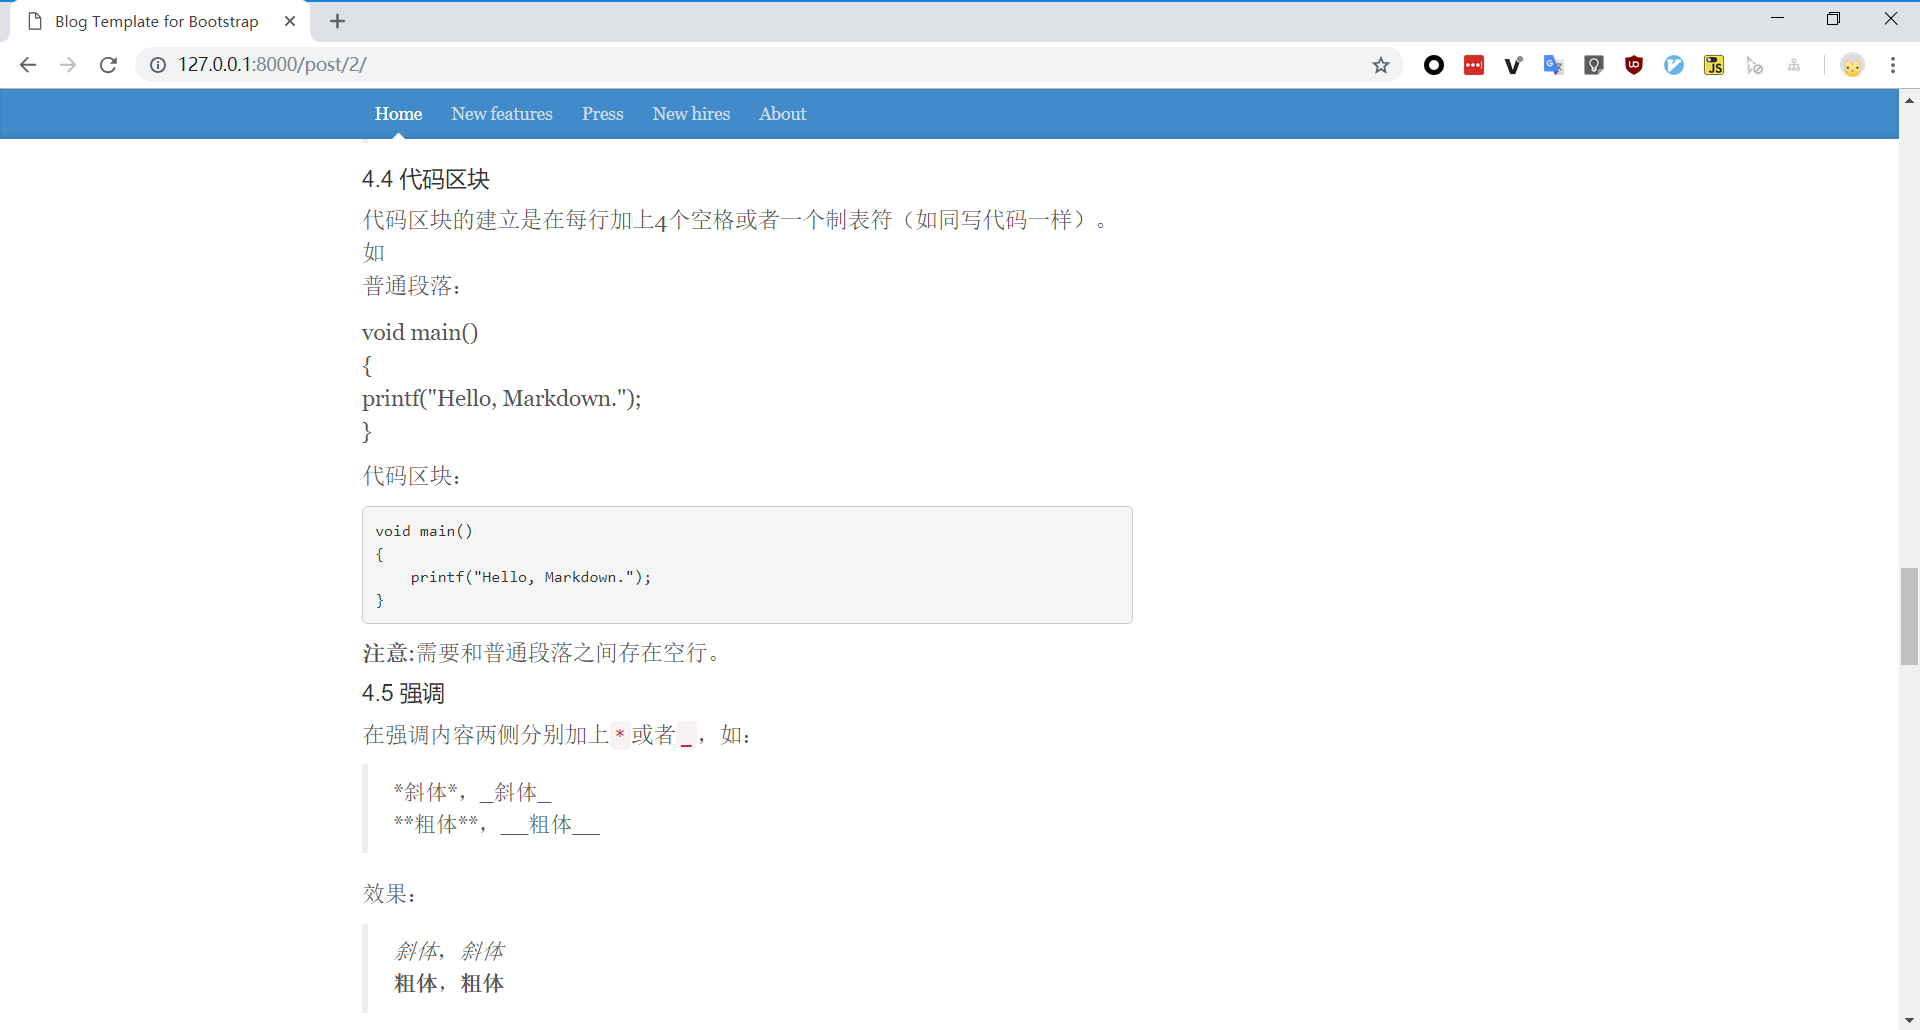 Blog Template for Bootstrap
127.0.0.1:8000/post/2/
Home New features Press New hires About
4.4 代码区块
代码区块的建立是在每行加上4个空格或者一个制表符（如同写代码一样）。
如
普通段落：
void main()
{
printf("Hello, Markdown.");
}
代码区块：
void main()
{
    printf("Hello, Markdown.");
}
注意:需要和普通段落之间存在空行。
4.5 强调
在强调内容两侧分别加上*或者_，如：
*斜体*，_斜体_
**粗体**，__粗体__
效果：
斜体，斜体
粗体，粗体